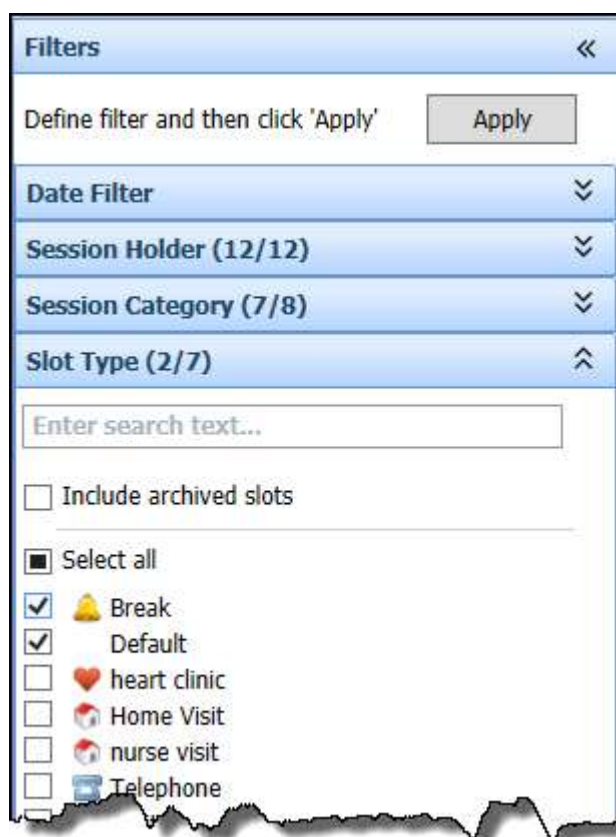 Filters
Define filter and then click 'Apply' Apply
Date Filter
Session Holder (12/12)
Session Category (7/8)
Slot Type (2/7)
Enter search text...
Include archived slots
Select all
Break
Default
heart clinic
Home Visit
nurse visit
Telephone